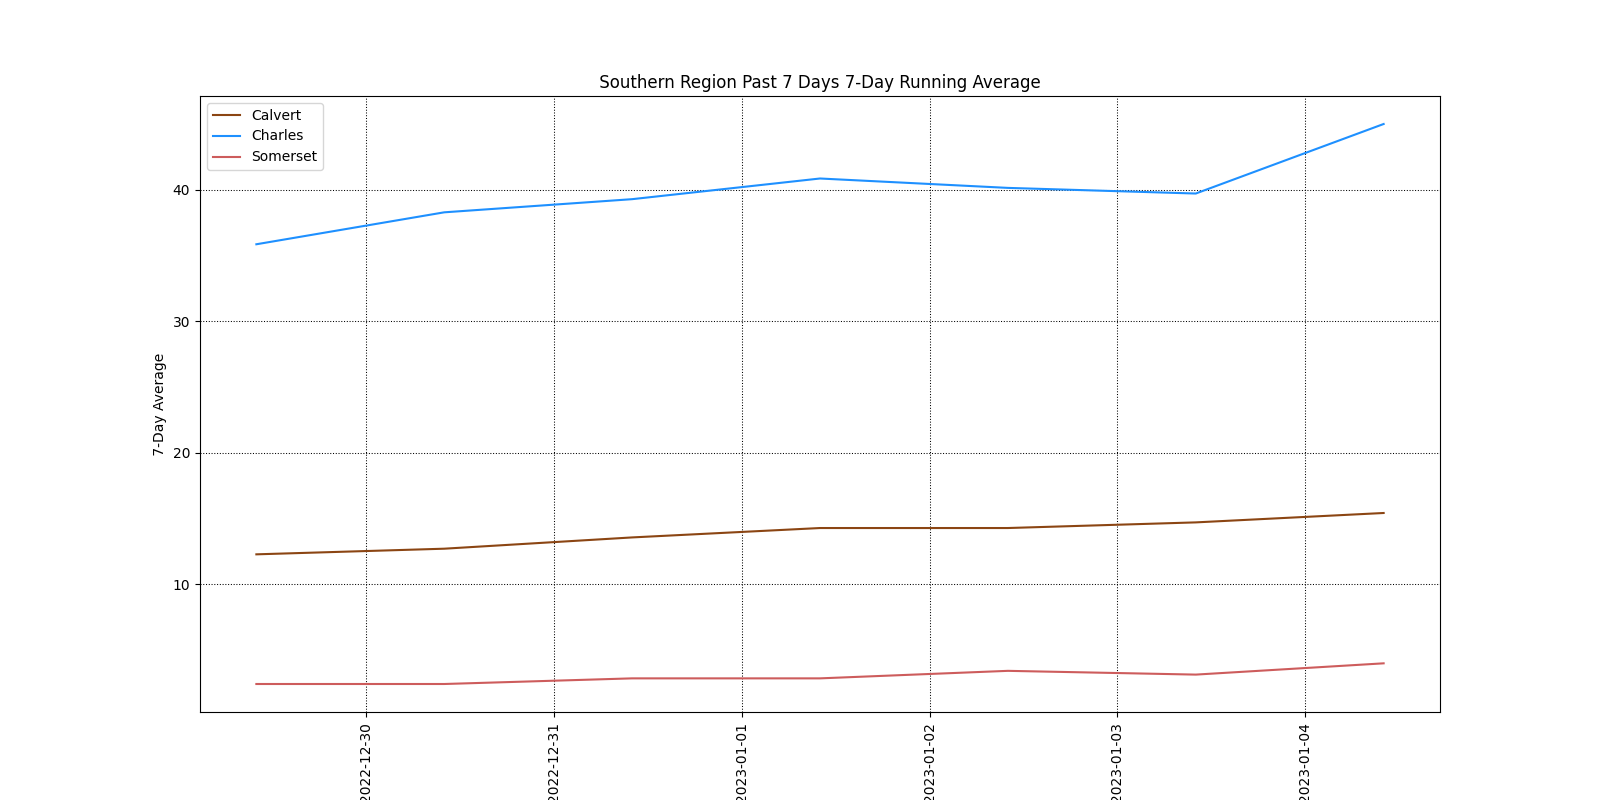 Southern Region Past 7 Days 7-Day Running Average
Calvert
Charles
Somerset
40
30
20
10
7-Day Average
2022-12-30
2022-12-31
2023-01-01
2023-01-02
2023-01-03
2023-01-04